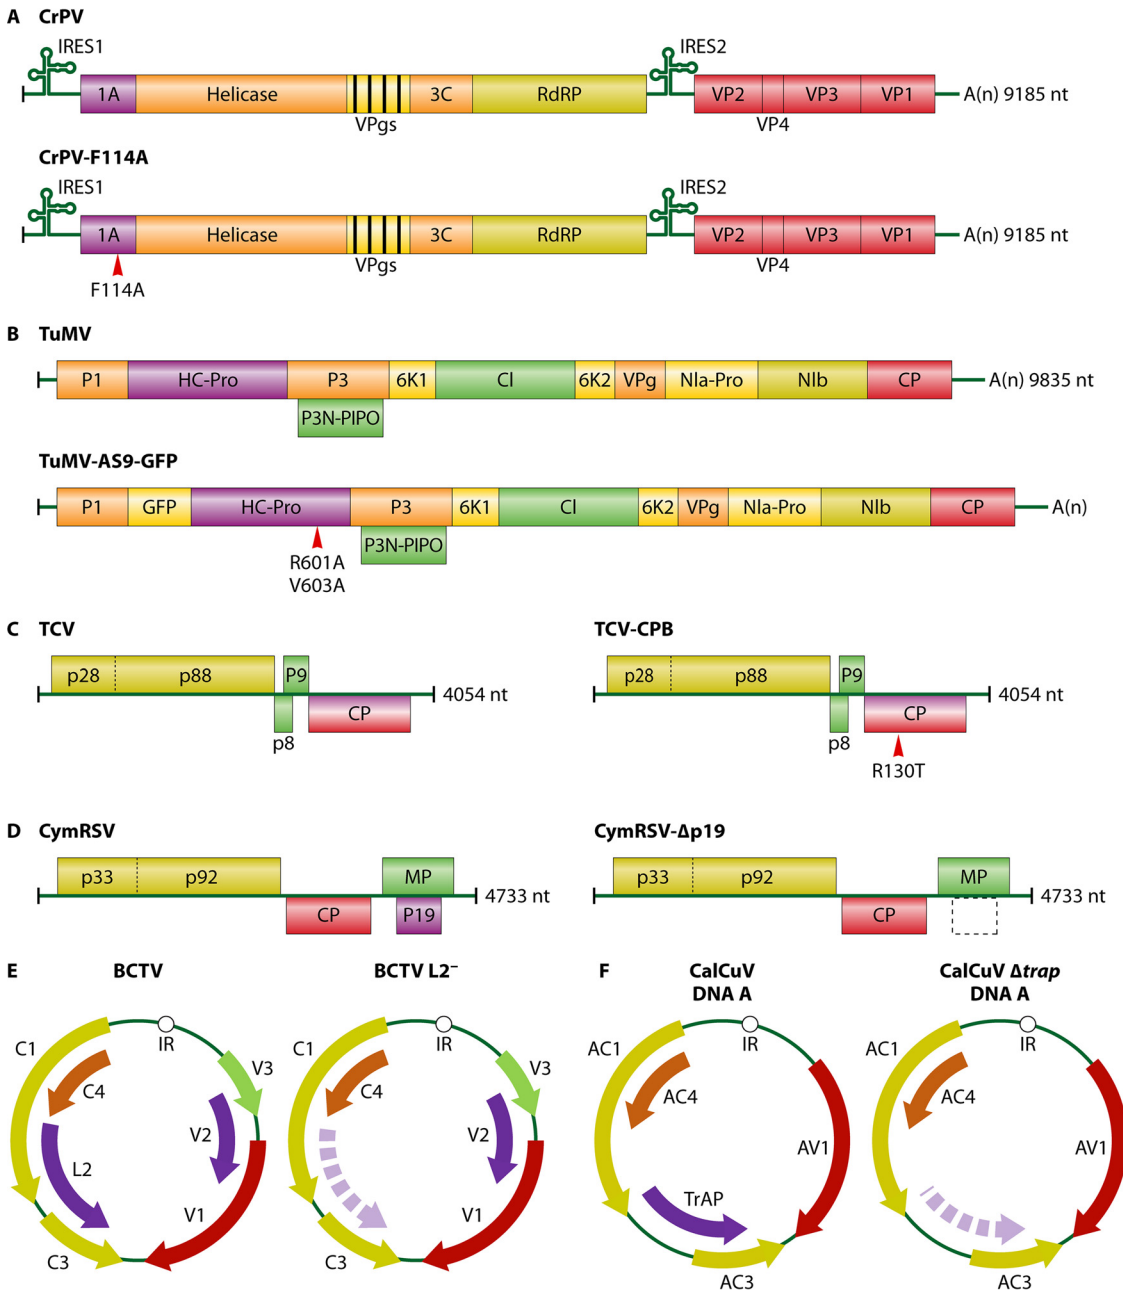 A CrPV
IRES1 IRES2
1A Helicase 3C RdRP VP2 VP3 VP1 A(n) 9185 nt
VPgs VP4
CrPV-F114A
IRES1 IRES2
1A Helicase 3C RdRP VP2 VP3 VP1 A(n) 9185 nt
VPgs VP4
F114A
B TuMV
P1 HC-Pro P3 6K1 CI 6K2 VPg Nla-Pro Nlb CP A(n) 9835 nt
P3N-PIPO
TuMV-AS9-GFP
P1 GFP HC-Pro P3 6K1 CI 6K2 VPg Nla-Pro Nlb CP A(n)
P3N-PIPO
R601A
V603A
C TCV TCV-CPB
p28 p88 P9 p28 p88 P9
4054 nt 4054 nt
CP CP
p8 p8
R130T
D CymRSV CymRSV-Δp19
p33 p92 MP p33 p92 MP
4733 nt 4733 nt
CP P19 CP
E BCTV BCTV L2⁻ F CalCuV CalCuV Δtrap
DNA A DNA A
IR IR IR IR
C1 C1 AC1 AC1
V3 V3
C4 C4 AC4 AC4
V2 V2
AV1 AV1
L2 TrAP
V1 V1
C3 C3
AC3 AC3